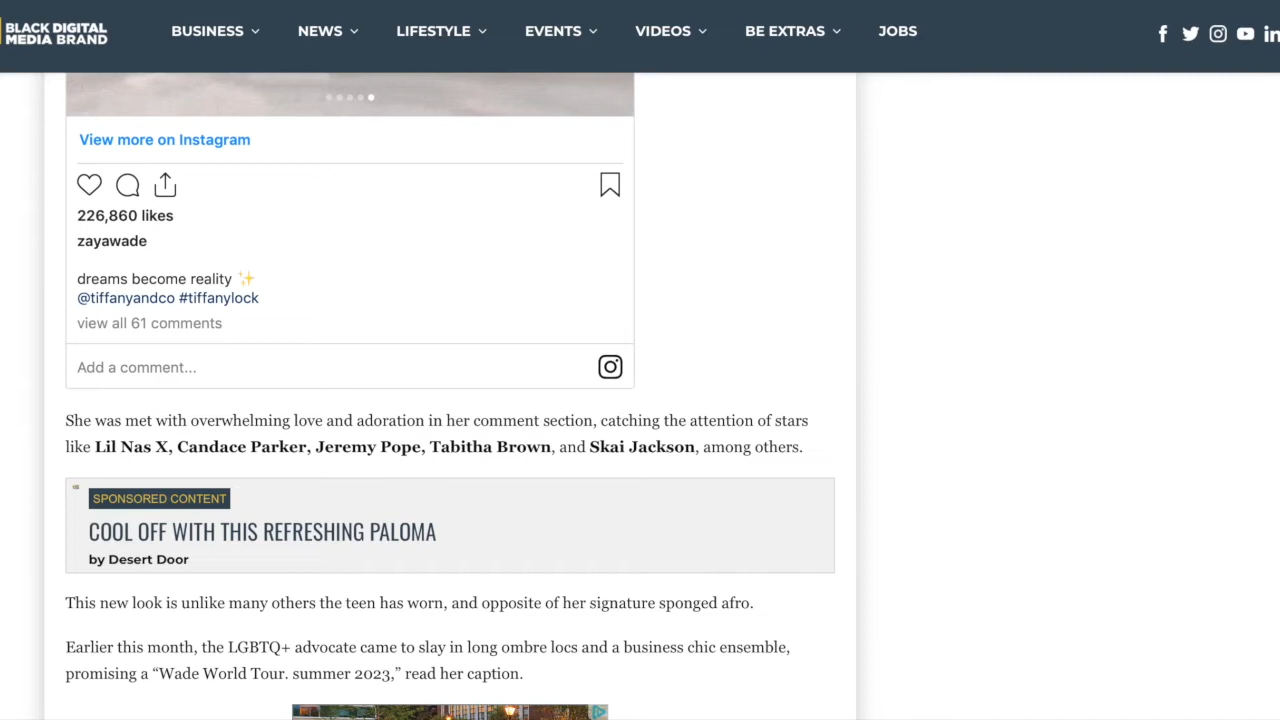 BLACK DIGITAL
MEDIA BRAND
BUSINESS
NEWS
LIFESTYLE
EVENTS
VIDEOS
BE EXTRAS
JOBS
View more on Instagram
226,860 likes
zayawade
dreams become reality ✨
@tiffanyandco #tiffanylock
view all 61 comments
Add a comment...
She was met with overwhelming love and adoration in her comment section, catching the attention of stars
like Lil Nas X, Candace Parker, Jeremy Pope, Tabitha Brown, and Skai Jackson, among others.
SPONSORED CONTENT
COOL OFF WITH THIS REFRESHING PALOMA
by Desert Door
This new look is unlike many others the teen has worn, and opposite of her signature sponged afro.
Earlier this month, the LGBTQ+ advocate came to slay in long ombre locs and a business chic ensemble,
promising a “Wade World Tour. summer 2023,” read her caption.